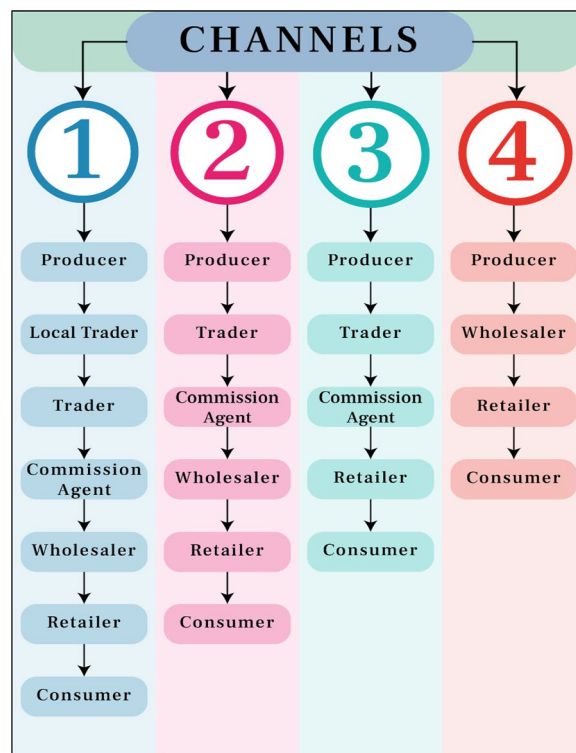 CHANNELS
1
Producer
Local Trader
Trader
Commission
Agent
Wholesaler
Retailer
Consumer
2
Producer
Trader
Commission
Agent
Wholesaler
Retailer
Consumer
3
Producer
Trader
Commission
Agent
Retailer
Consumer
4
Producer
Wholesaler
Retailer
Consumer